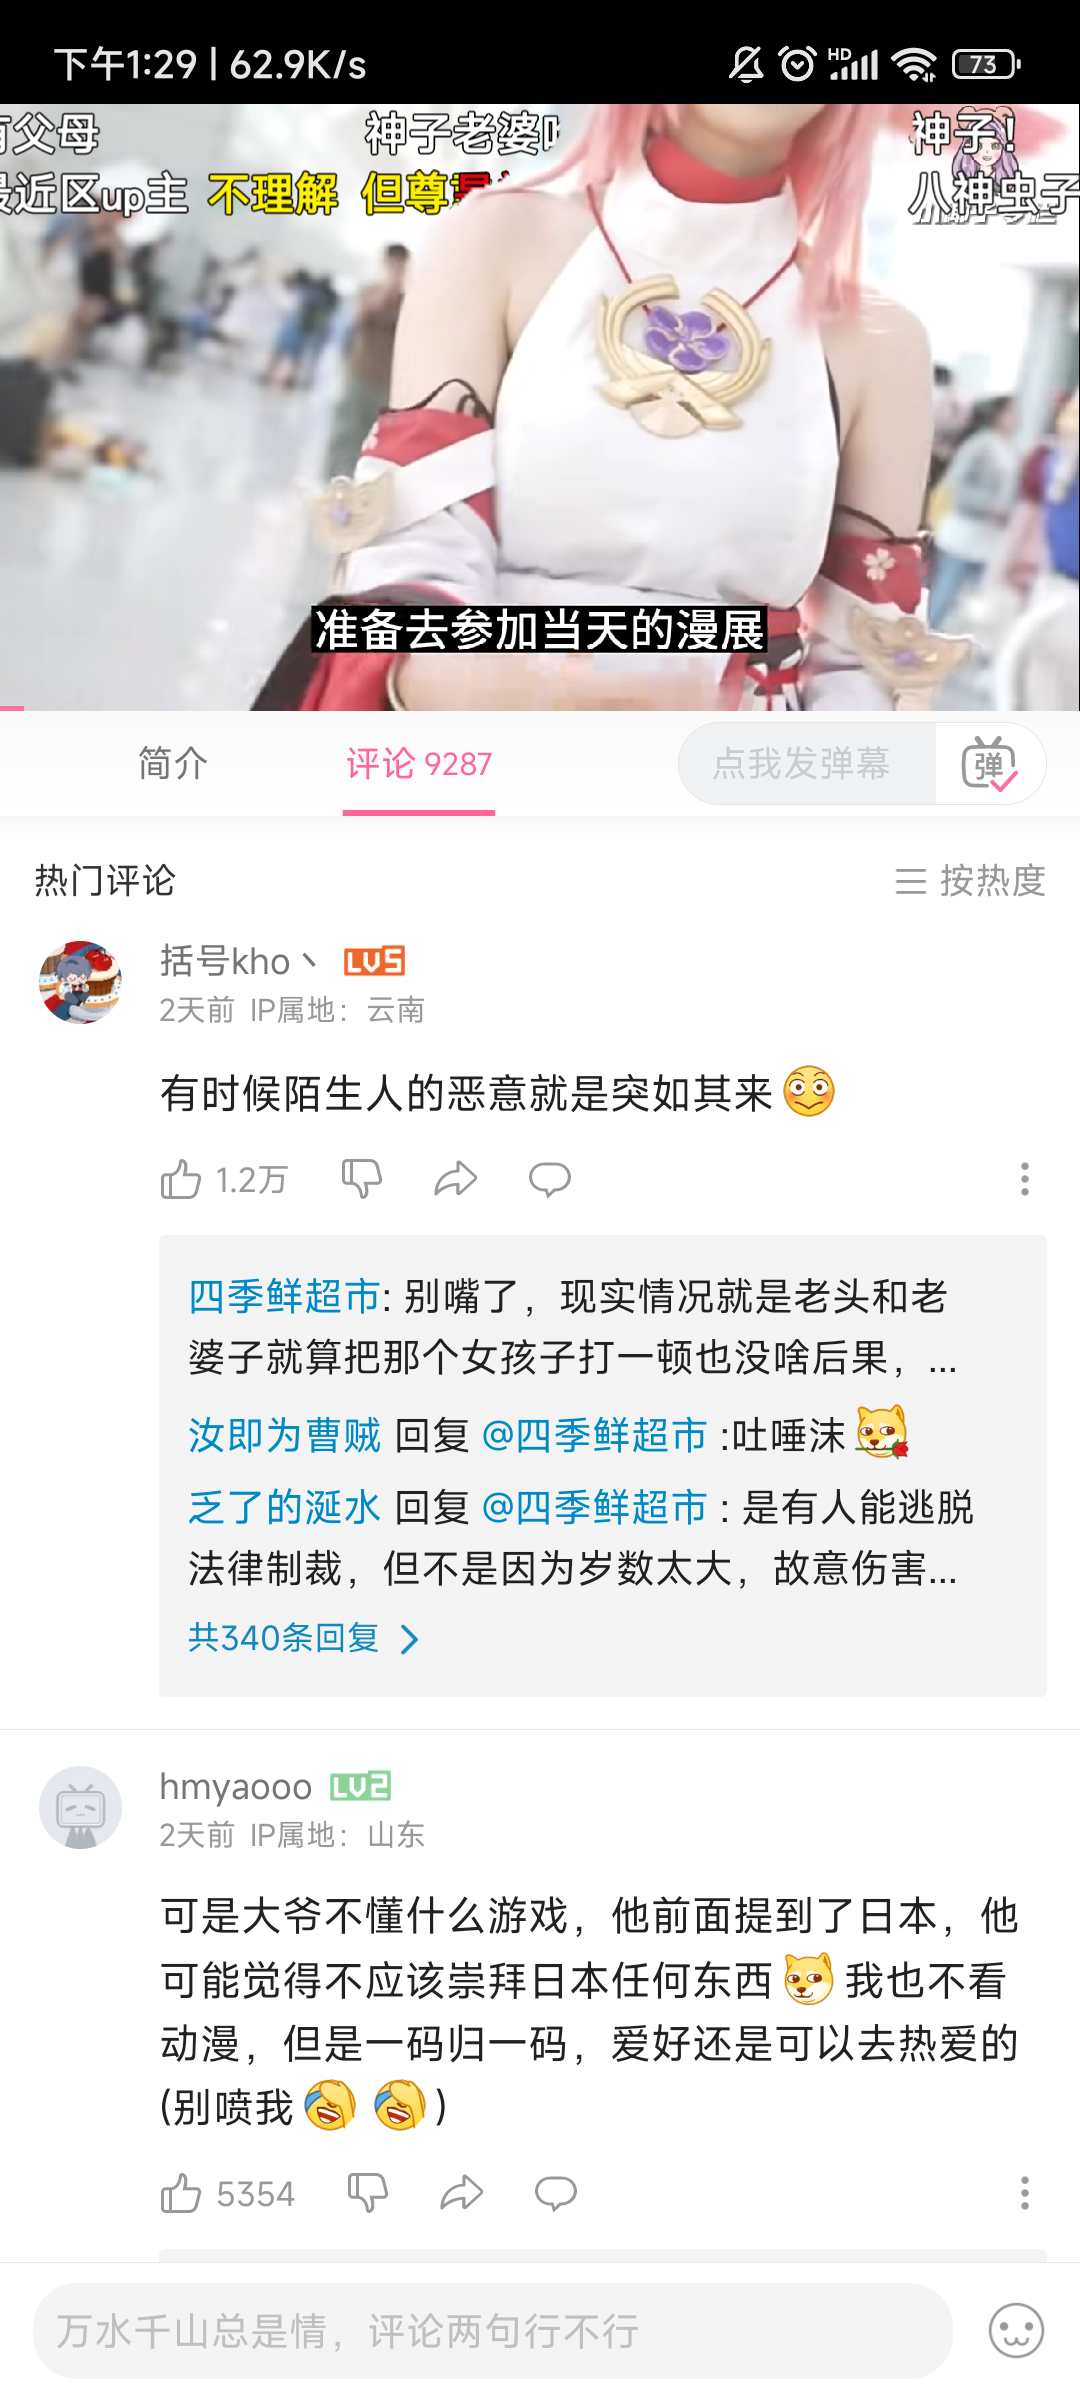 下午1:29 | 62.9K/s
HD
73
有父母
神子老婆
神子!
最近区up主
不理解 但尊重
八神虫子
准备去参加当天的漫展
简介
评论 9287
点我发弹幕
弹
热门评论
按热度
括号kho丶 LV5
2天前 IP属地：云南
有时候陌生人的恶意就是突如其来
1.2万
四季鲜超市: 别嘴了，现实情况就是老头和老
婆子就算把那个女孩子打一顿也没啥后果，...
汝即为曹贼 回复 @四季鲜超市 :吐唾沫
乏了的涎水 回复 @四季鲜超市 : 是有人能逃脱
法律制裁，但不是因为岁数太大，故意伤害...
共340条回复
hmyaooo LV2
2天前 IP属地：山东
可是大爷不懂什么游戏，他前面提到了日本，他
可能觉得不应该崇拜日本任何东西 我也不看
动漫，但是一码归一码，爱好还是可以去热爱的
(别喷我 )
5354
万水千山总是情，评论两句行不行